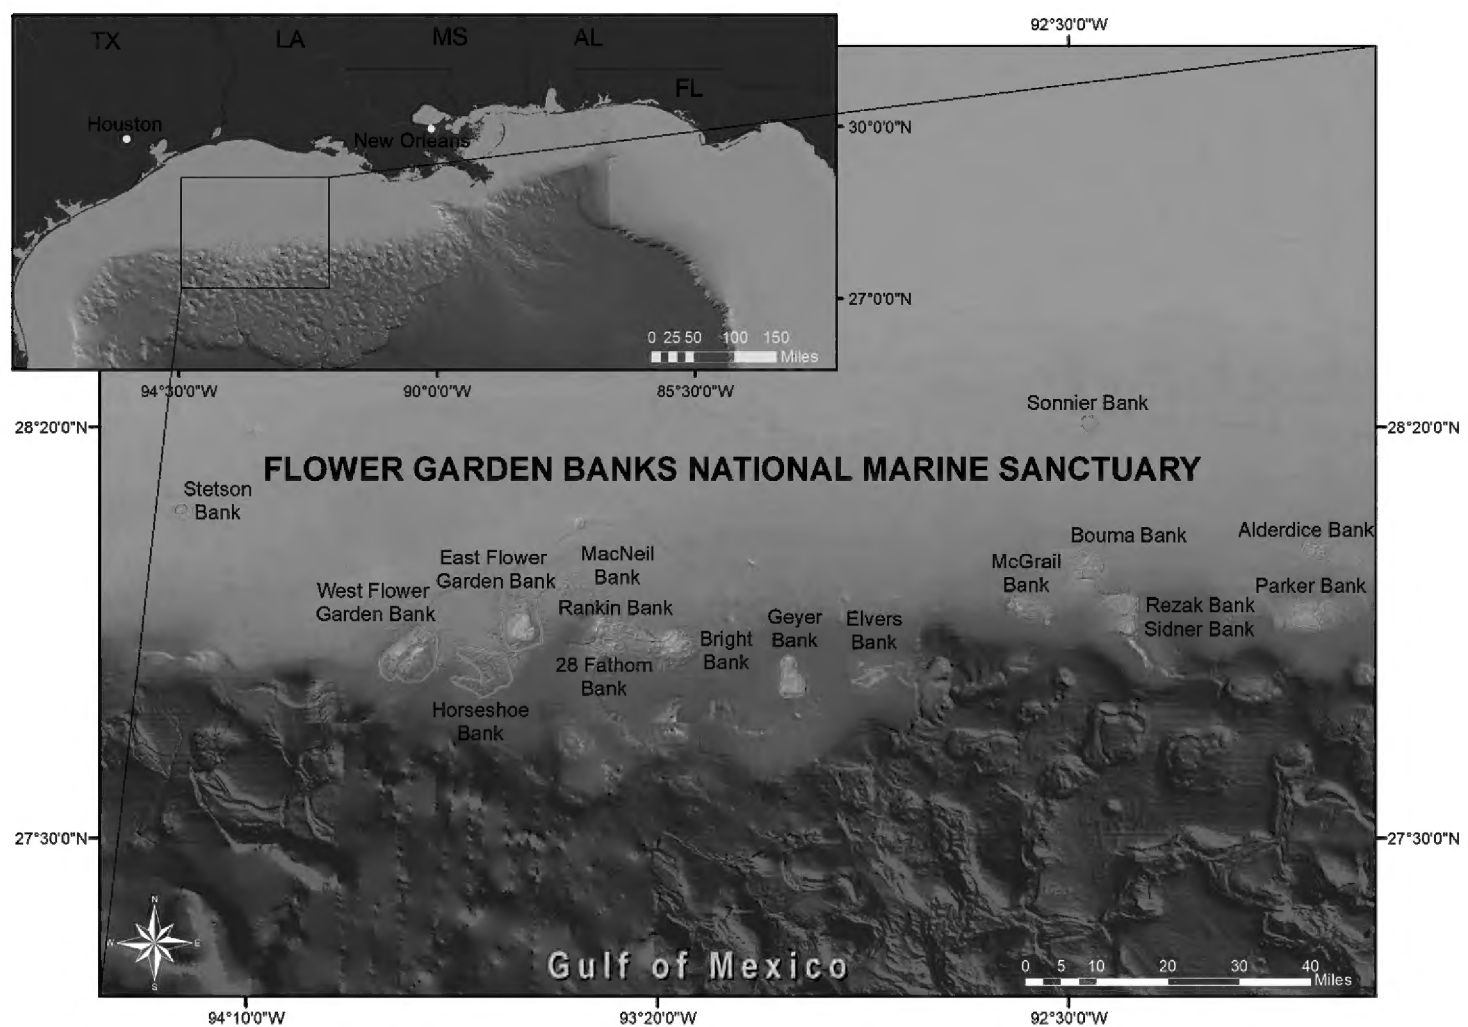 92°30'0"W
TX
LA
MS
AL
FL
Houston
New Orleans
30°0'0"N
27°0'0"N
0 25 50 100 150
Miles
94°30'0"W
90°0'0"W
85°30'0"W
28°20'0"N
28°20'0"N
Sonnier Bank
FLOWER GARDEN BANKS NATIONAL MARINE SANCTUARY
Stetson
Bank
East Flower
Garden Bank
MacNeil
Bank
West Flower
Garden Bank
Rankin Bank
28 Fathom
Bank
Bright
Bank
Geyer
Bank
Elvers
Bank
McGrail
Bank
Bouma Bank
Alderdice Bank
Parker Bank
Rezak Bank
Sidner Bank
Horseshoe
Bank
27°30'0"N
27°30'0"N
N
W
E
S
Gulf of Mexico
0 5 10 20 30 40
Miles
94°10'0"W
93°20'0"W
92°30'0"W